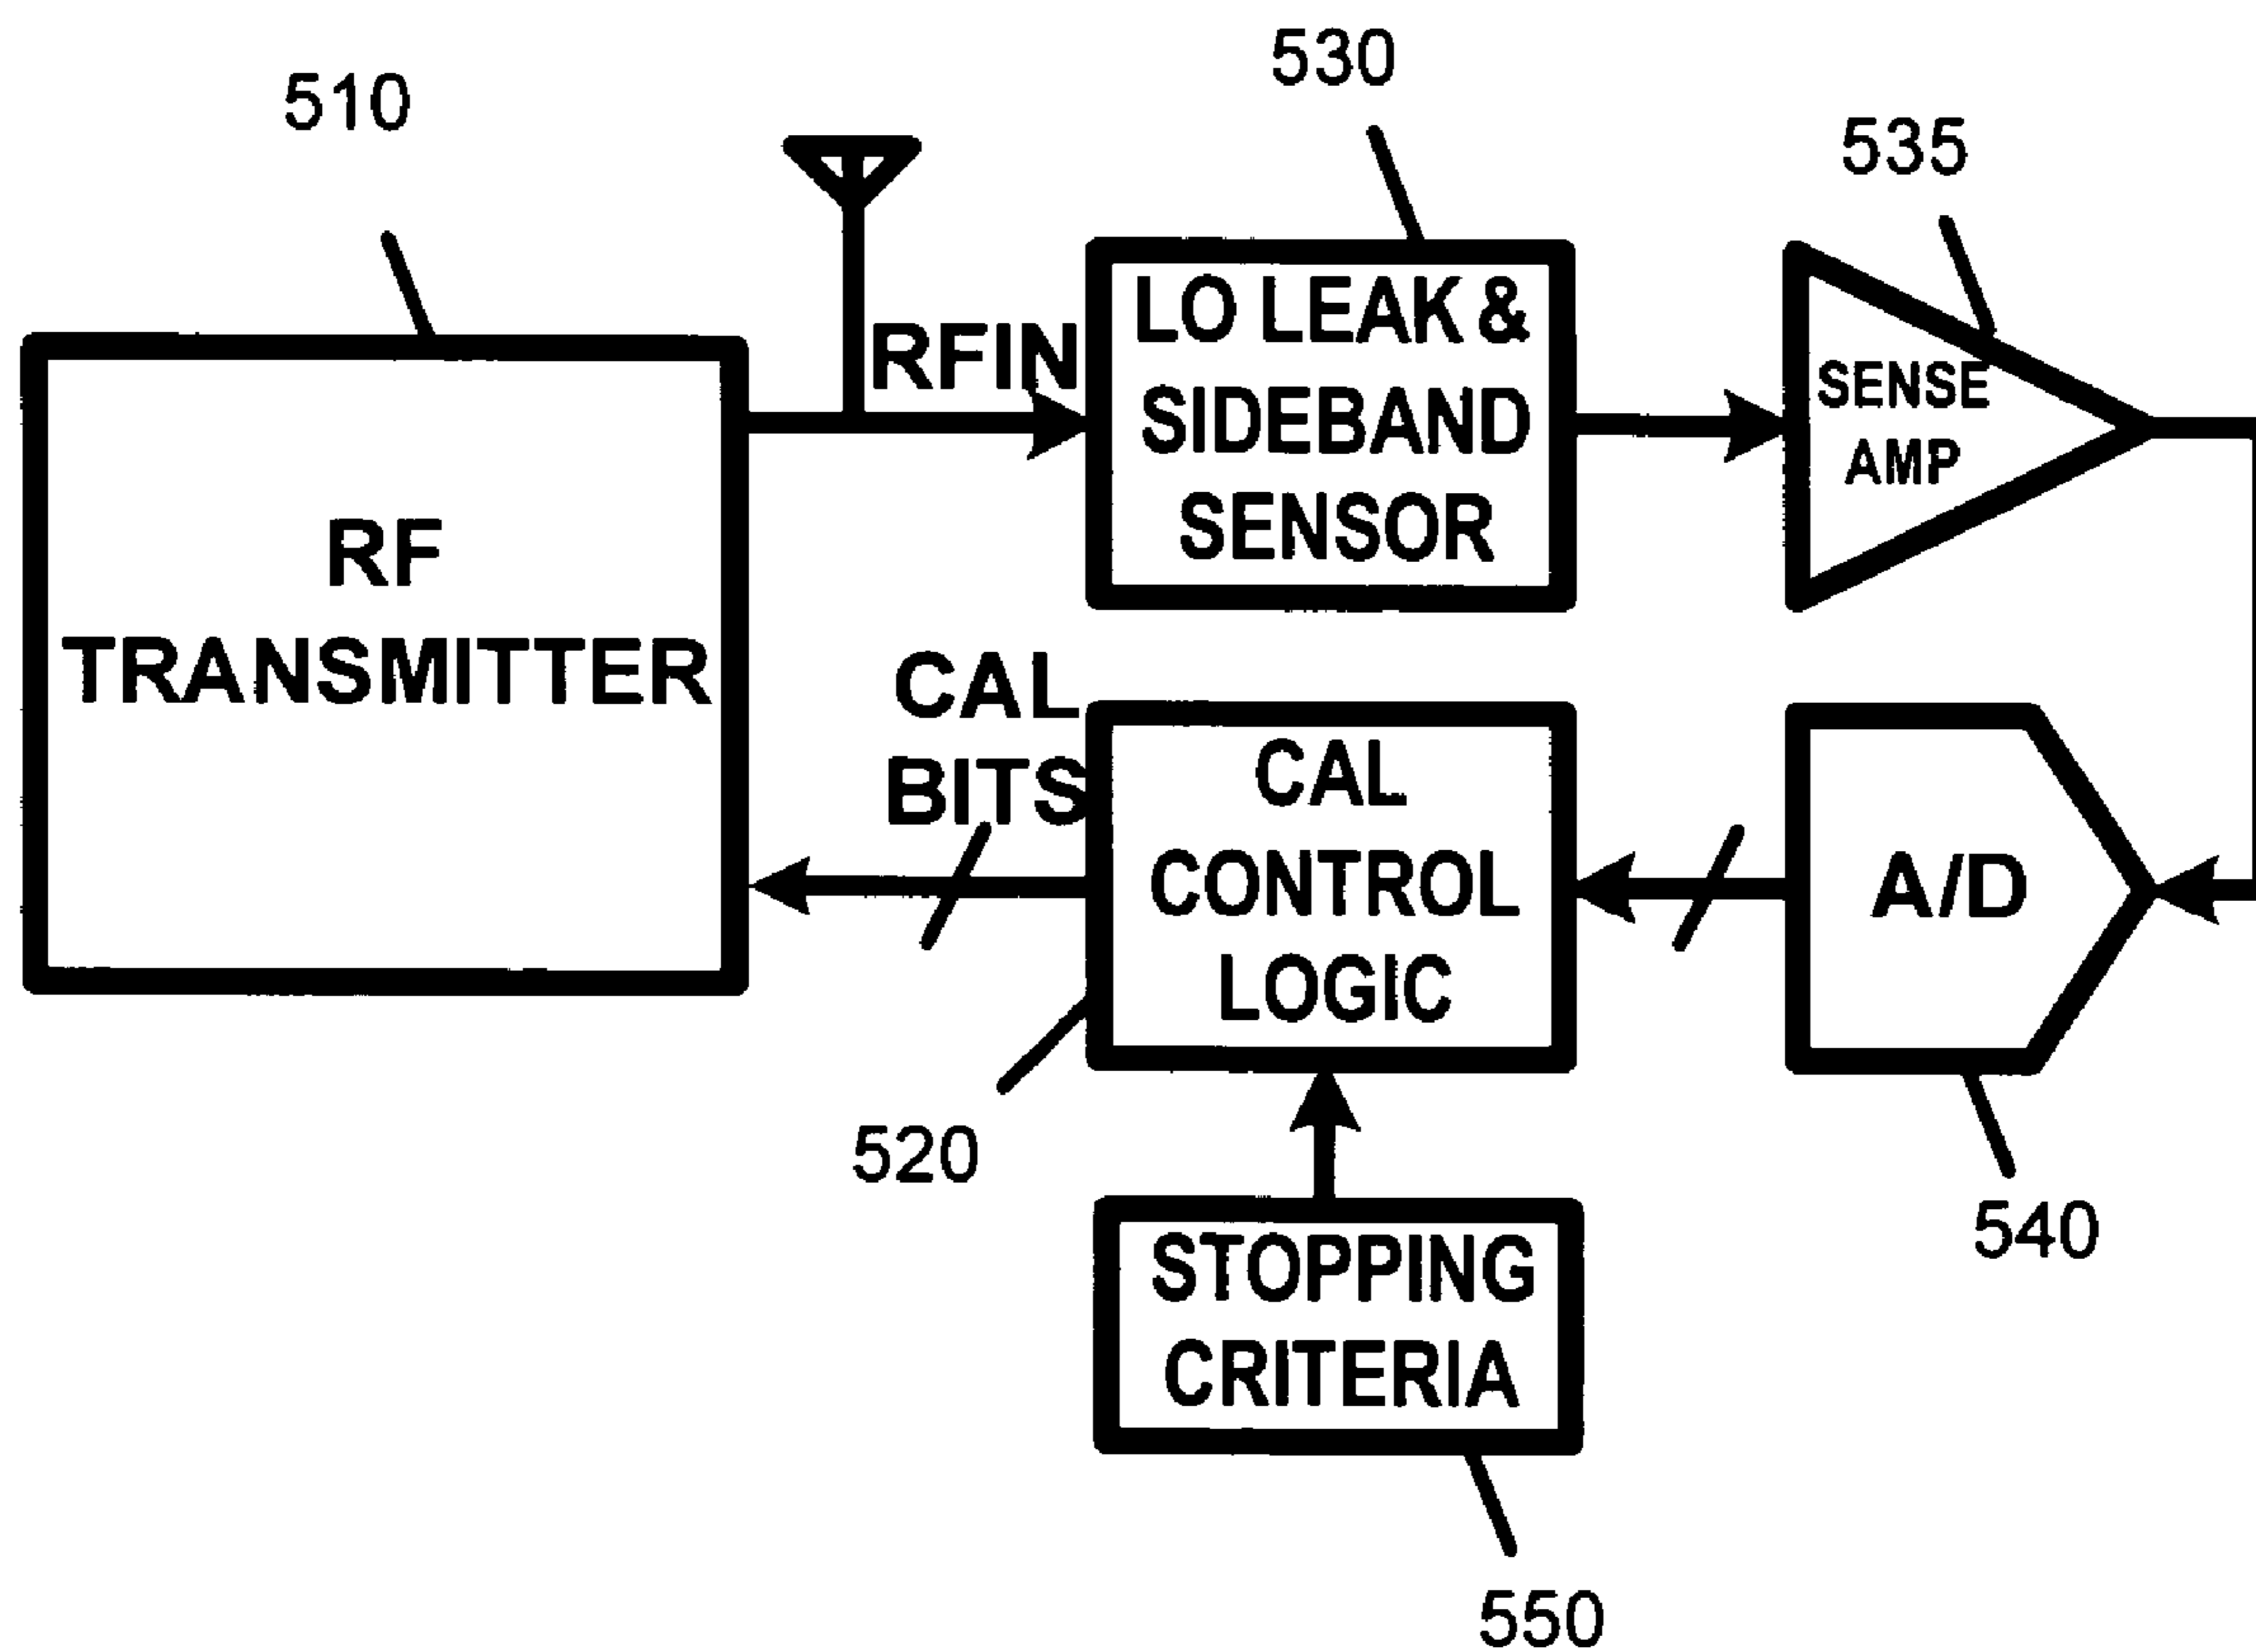 530
510
535
LO LEAK &
SIDEBAND
SENSOR
RFIN
SENSE
AMP
RF
TRANSMITTER
CAL
BITS
CAL
CONTROL
LOGIC
A/D
520
540
STOPPING
CRITERIA
550